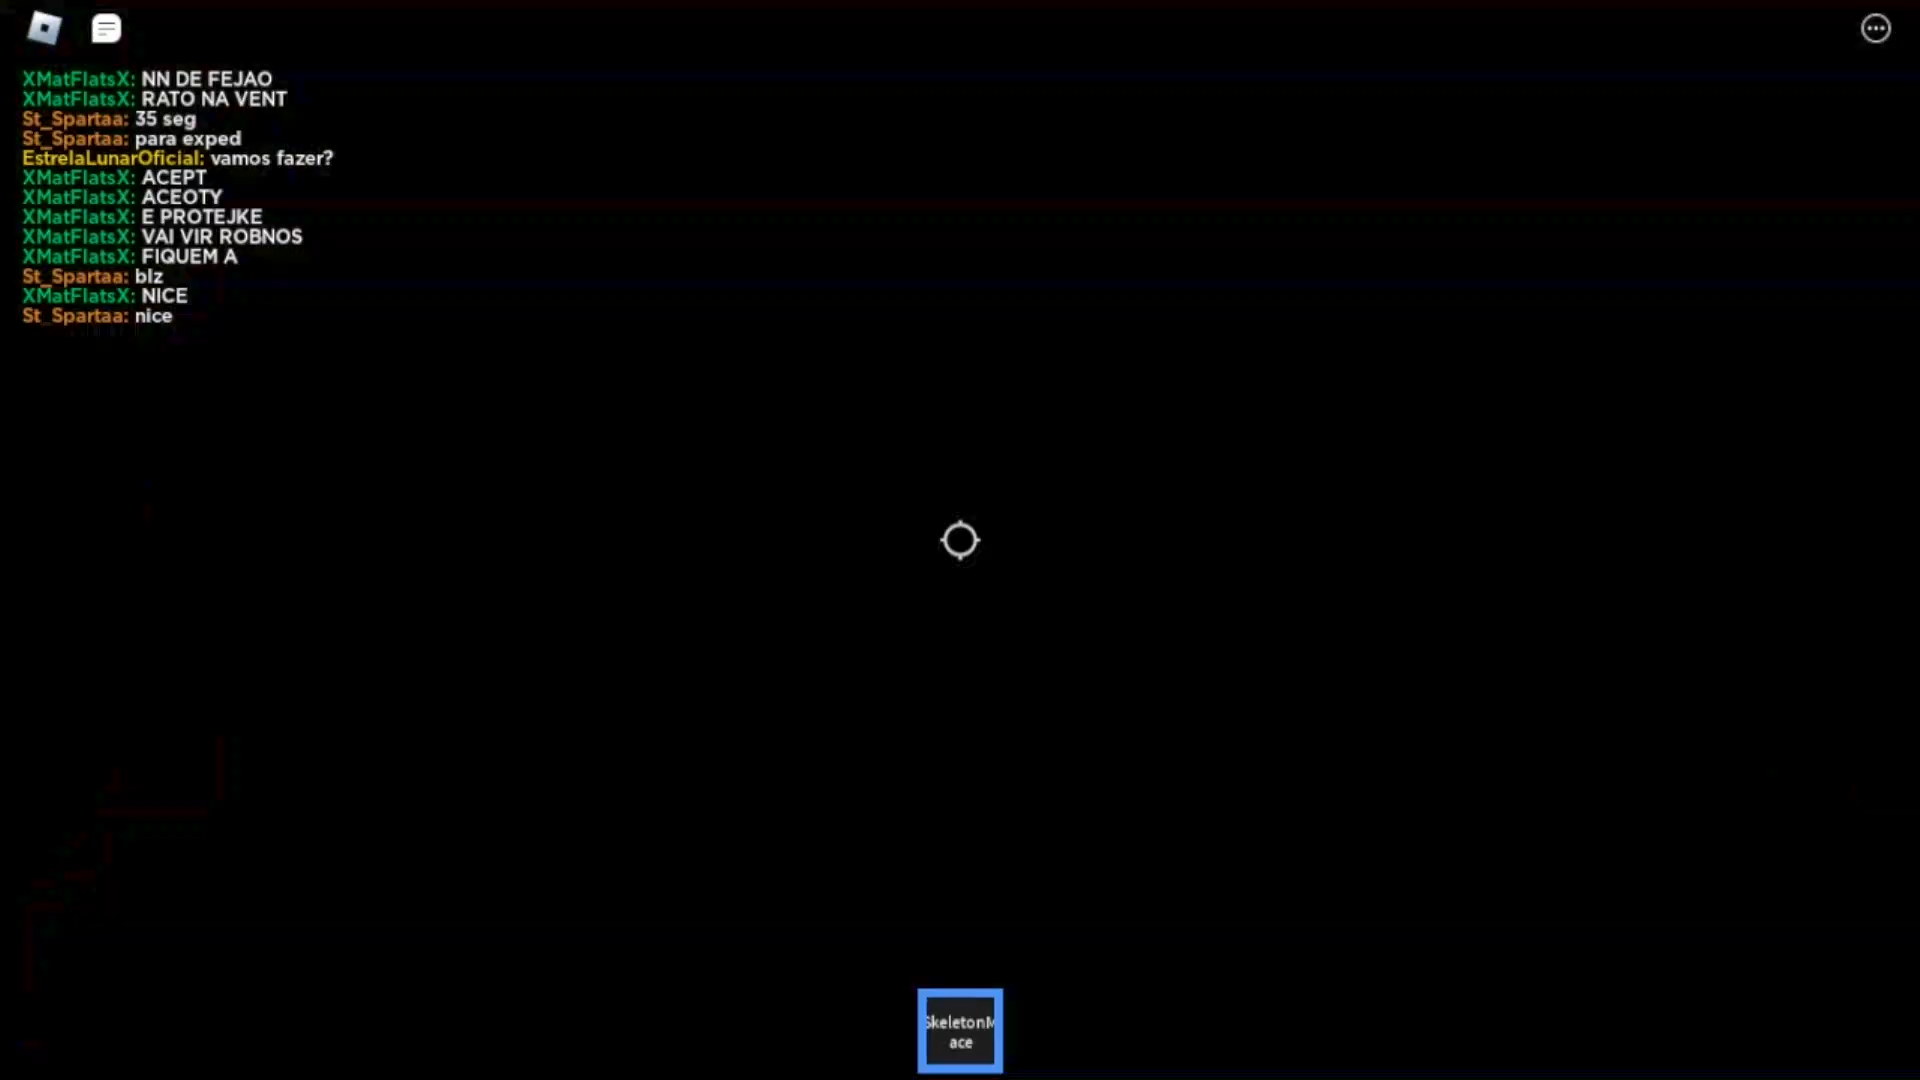 XMatFlatsX: NN DE FEJAO
XMatFlatsX: RATO NA VENT
St_Spartaa: 35 seg
St_Spartaa: para exped
EstrelaLunarOficial: vamos fazer?
XMatFlatsX: ACEPT
XMatFlatsX: ACEOTY
XMatFlatsX: E PROTEJKE
XMatFlatsX: VAI VIR ROBNOS
XMatFlatsX: FIQUEM A
St_Spartaa: blz
XMatFlatsX: NICE
St_Spartaa: nice
SkeletonM
ace